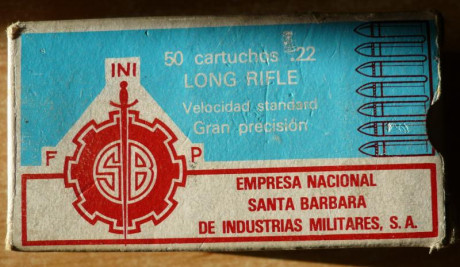 50 cartuchos .22
LONG RIFLE
Velocidad standard
Gran precisión
INI
F
P
SB
EMPRESA NACIONAL
SANTA BARBARA
DE INDUSTRIAS MILITARES, S.A.